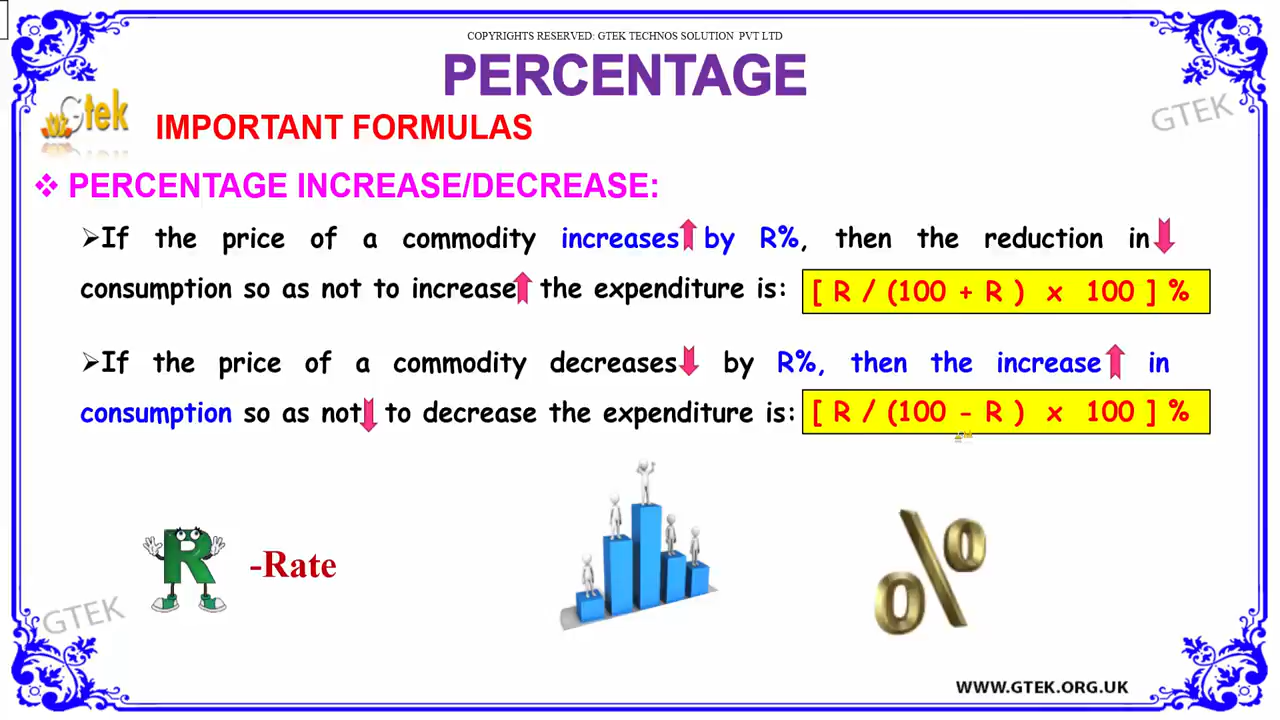 COPYRIGHTS RESERVED: GTEK TECHNOS SOLUTION PVT LTD
PERCENTAGE
Gtek
IMPORTANT FORMULAS
GTEK
❖ PERCENTAGE INCREASE/DECREASE:
➢If the price of a commodity increases by R%, then the reduction in
consumption so as not to increase the expenditure is: [ R / (100 + R ) x 100 ] %
➢If the price of a commodity decreases by R%, then the increase in
consumption so as not to decrease the expenditure is: [ R / (100 - R ) x 100 ] %
R -Rate
%
GTEK
WWW.GTEK.ORG.UK